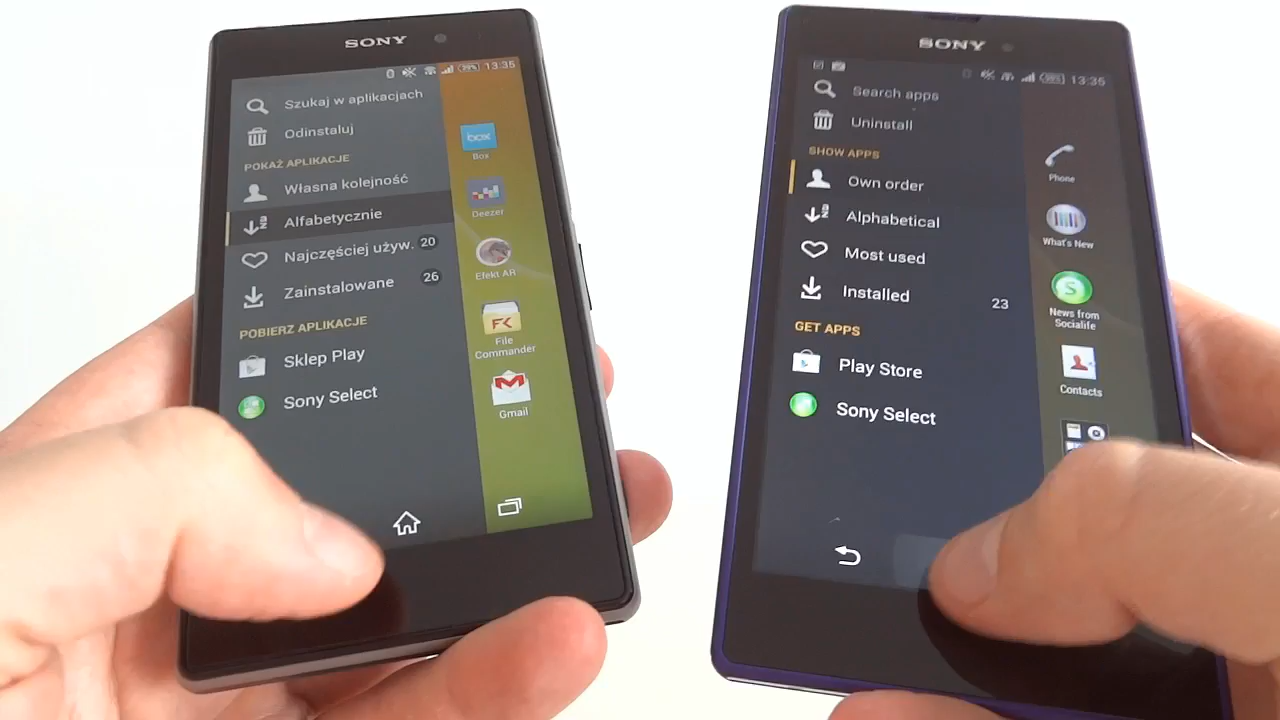 SONY
13:35
Szukaj w aplikacjach
Odinstaluj
POKAŻ APLIKACJE
Własna kolejność
Alfabetycznie
Najczęściej używ. 20
Zainstalowane 26
POBIERZ APLIKACJE
Sklep Play
Sony Select
box
Box
Deezer
Efekt AR
File
Commander
Gmail
SONY
13:35
Search apps
Uninstall
SHOW APPS
Own order
Alphabetical
Most used
Installed 23
GET APPS
Play Store
Sony Select
Phone
What's New
News from
Socialife
Contacts